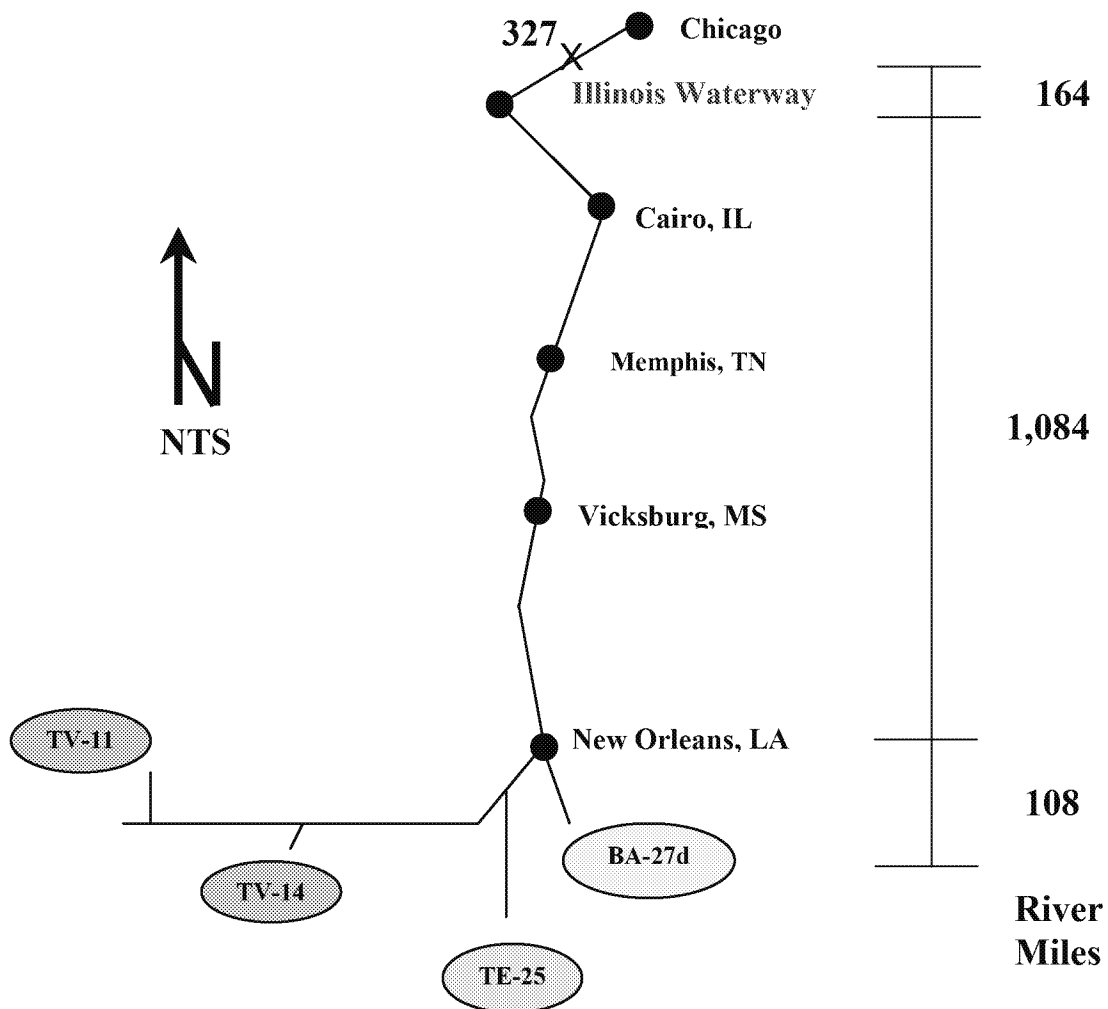 327
Chicago
Illinois Waterway
164
Cairo, IL
N
NTS
Memphis, TN
1,084
Vicksburg, MS
TV-11
New Orleans, LA
108
BA-27d
TV-14
River
Miles
TE-25